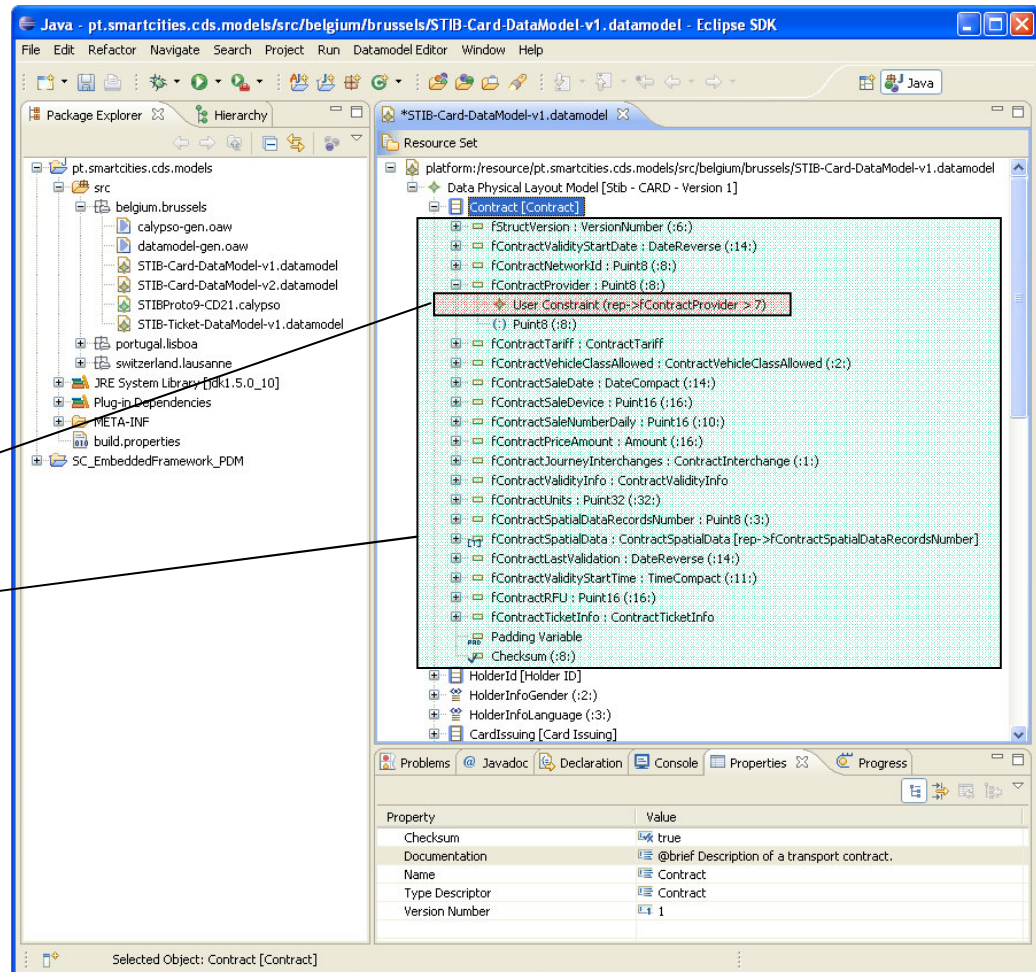 Java - pt.smartcities.cds.models/src/belgium/brussels/STIB-Card-DataModel-v1.datamodel - Eclipse SDK
File Edit Refactor Navigate Search Project Run Datamodel Editor Window Help
Java
Package Explorer Hierarchy
pt.smartcities.cds.models
src
belgium.brussels
calypso-gen.oaw
datamodel-gen.oaw
STIB-Card-DataModel-v1.datamodel
STIB-Card-DataModel-v2.datamodel
STIBProto9-CD21.calypso
STIB-Ticket-DataModel-v1.datamodel
portugal.lisboa
switzerland.lausanne
JRE System Library [jdk1.5.0_10]
Plug-in Dependencies
META-INF
build.properties
SC_EmbeddedFramework_PDM
*STIB-Card-DataModel-v1.datamodel
Resource Set
platform:/resource/pt.smartcities.cds.models/src/belgium/brussels/STIB-Card-DataModel-v1.datamodel
Data Physical Layout Model [Stib - CARD - Version 1]
Contract [Contract]
fStructVersion : VersionNumber (:6:)
fContractValidityStartDate : DateReverse (:14:)
fContractNetworkId : Puint8 (:8:)
fContractProvider : Puint8 (:8:)
User Constraint (rep->fContractProvider > 7)
(:) Puint8 (:8:)
fContractTariff : ContractTariff
fContractVehicleClassAllowed : ContractVehicleClassAllowed (:2:)
fContractSaleDate : DateCompact (:14:)
fContractSaleDevice : Puint16 (:16:)
fContractSaleNumberDaily : Puint16 (:10:)
fContractPriceAmount : Amount (:16:)
fContractJourneyInterchanges : ContractInterchange (:1:)
fContractValidityInfo : ContractValidityInfo
fContractUnits : Puint32 (:32:)
fContractSpatialDataRecordsNumber : Puint8 (:3:)
fContractSpatialData : ContractSpatialData [rep->fContractSpatialDataRecordsNumber]
fContractLastValidation : DateReverse (:14:)
fContractValidityStartTime : TimeCompact (:11:)
fContractRFU : Puint16 (:16:)
fContractTicketInfo : ContractTicketInfo
Padding Variable
Checksum (:8:)
HolderId [Holder ID]
HolderInfoGender (:2:)
HolderInfoLanguage (:3:)
CardIssuing [Card Issuing]
Problems @ Javadoc Declaration Console Properties Progress
Property Value
Checksum true
Documentation @brief Description of a transport contract.
Name Contract
Type Descriptor Contract
Version Number 1
Selected Object: Contract [Contract]